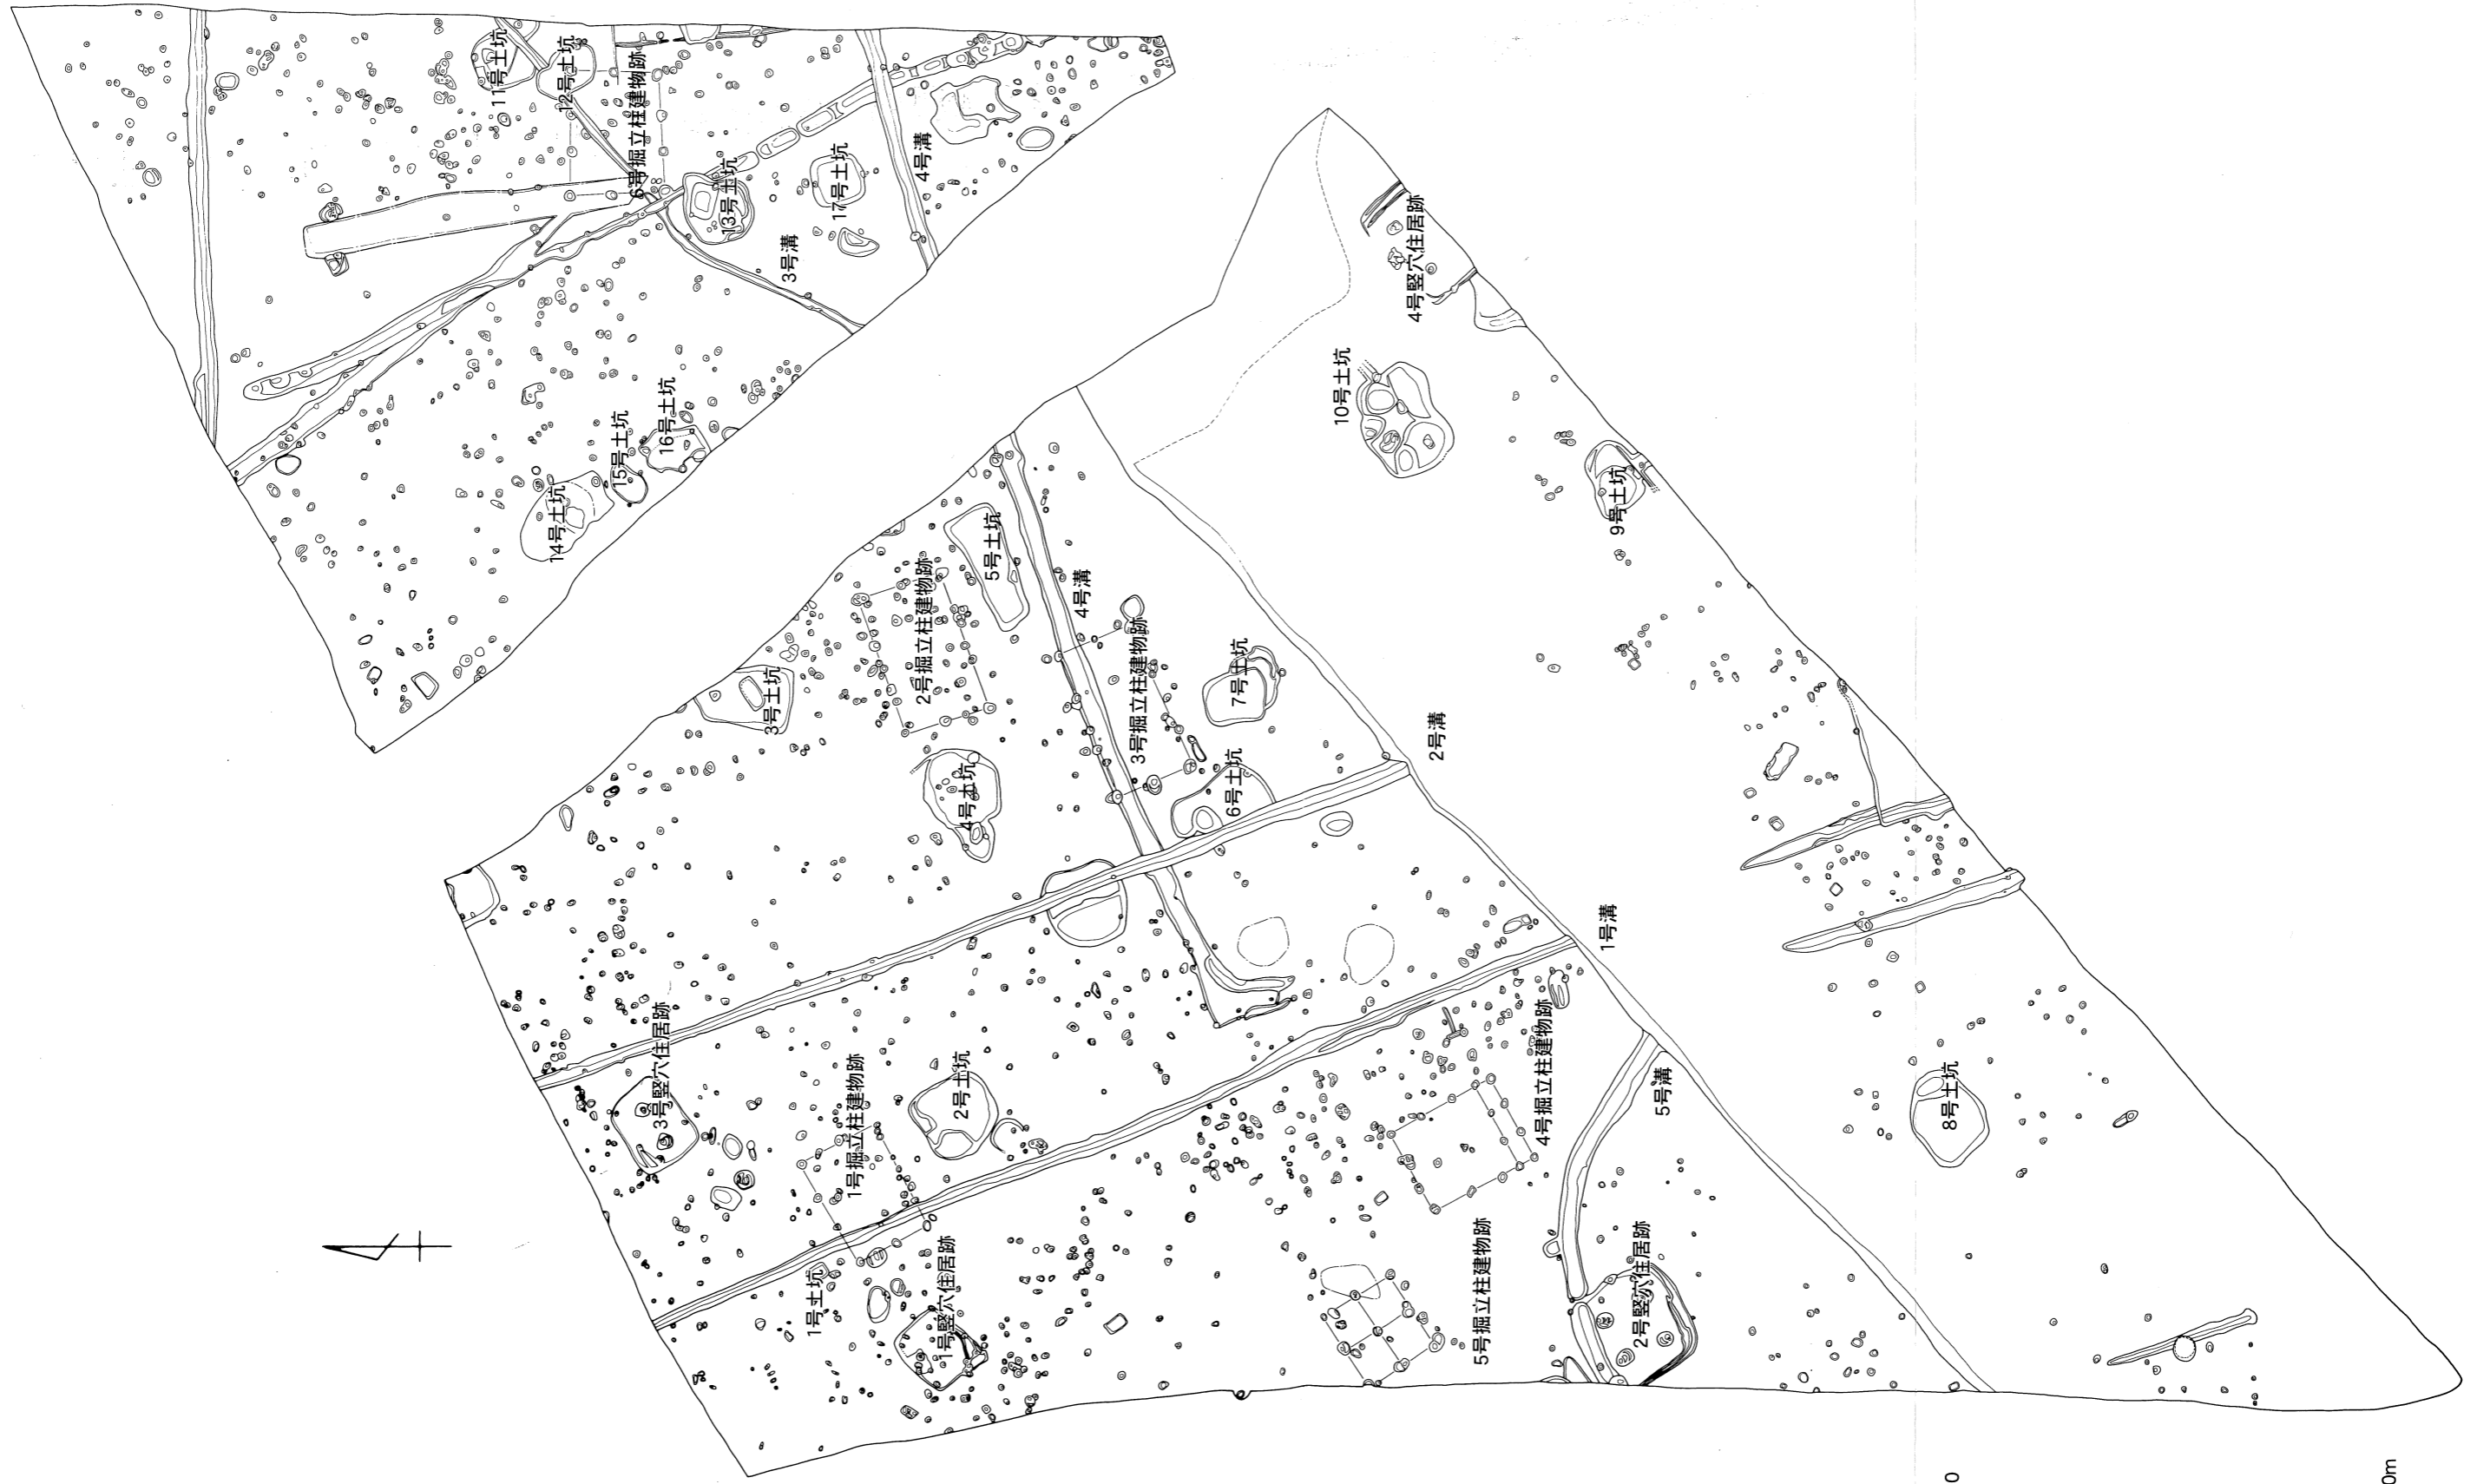 11号土坑
12号土坑
6号掘立柱建物跡
13号土坑
17号土坑
4号溝
3号溝
14号土坑
15号土坑
16号土坑
4号竪穴住居跡
10号土坑
9号土坑
5号土坑
2号掘立柱建物跡
4号溝
3号土坑
3号掘立柱建物跡
7号土坑
4号土坑
6号土坑
2号溝
1号溝
3号竪穴住居跡
1号掘立柱建物跡
2号土坑
4号掘立柱建物跡
5号溝
8号土坑
1号土坑
1号竪穴住居跡
5号掘立柱建物跡
2号竪穴住居跡
0
0m